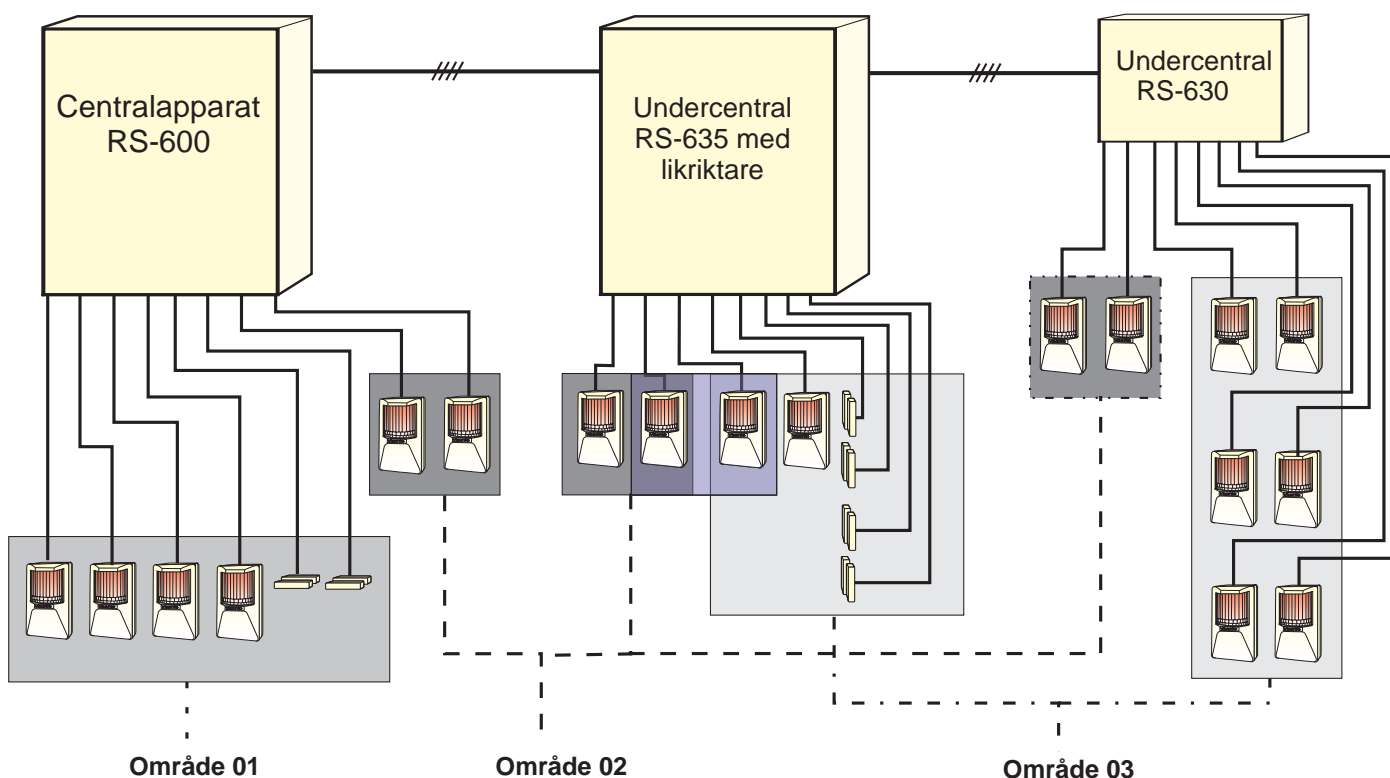 Centralapparat
RS-600
Undercentral
RS-635 med
likriktare
Undercentral
RS-630
Område 01
Område 02
Område 03